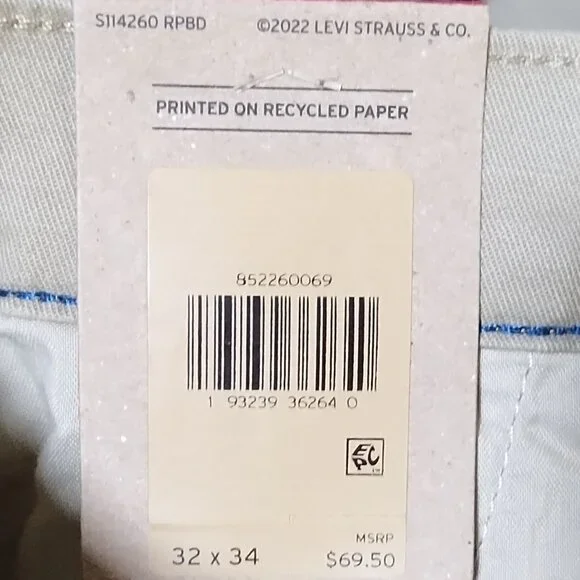 S114260 RPBD ©2022 LEVI STRAUSS & CO.
PRINTED ON RECYCLED PAPER
852260069
1 93239 36264 0
EPC
MSRP
32 x 34 $69.50